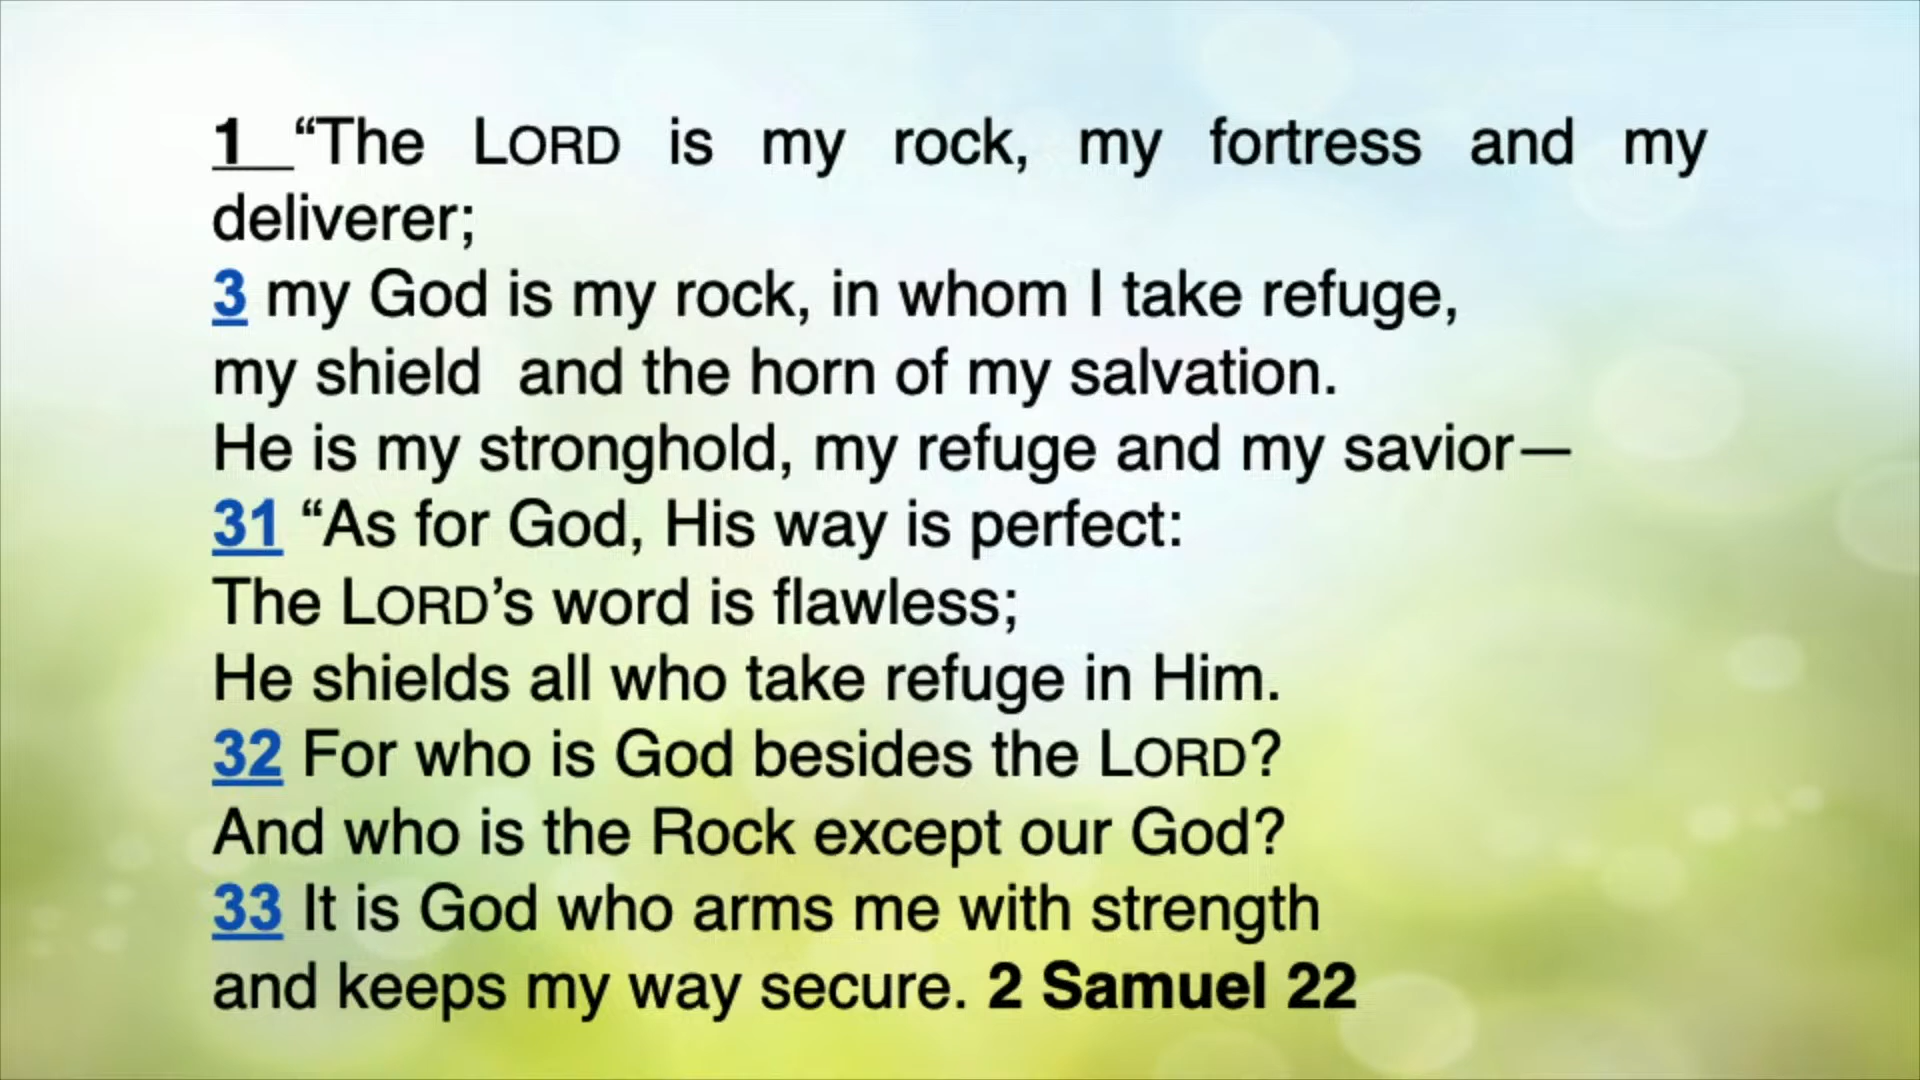 1 “The LORD is my rock, my fortress and my
deliverer;
3 my God is my rock, in whom I take refuge,
my shield  and the horn of my salvation.
He is my stronghold, my refuge and my savior—
31 “As for God, His way is perfect:
The LORD’s word is flawless;
He shields all who take refuge in Him.
32 For who is God besides the LORD?
And who is the Rock except our God?
33 It is God who arms me with strength
and keeps my way secure. 2 Samuel 22